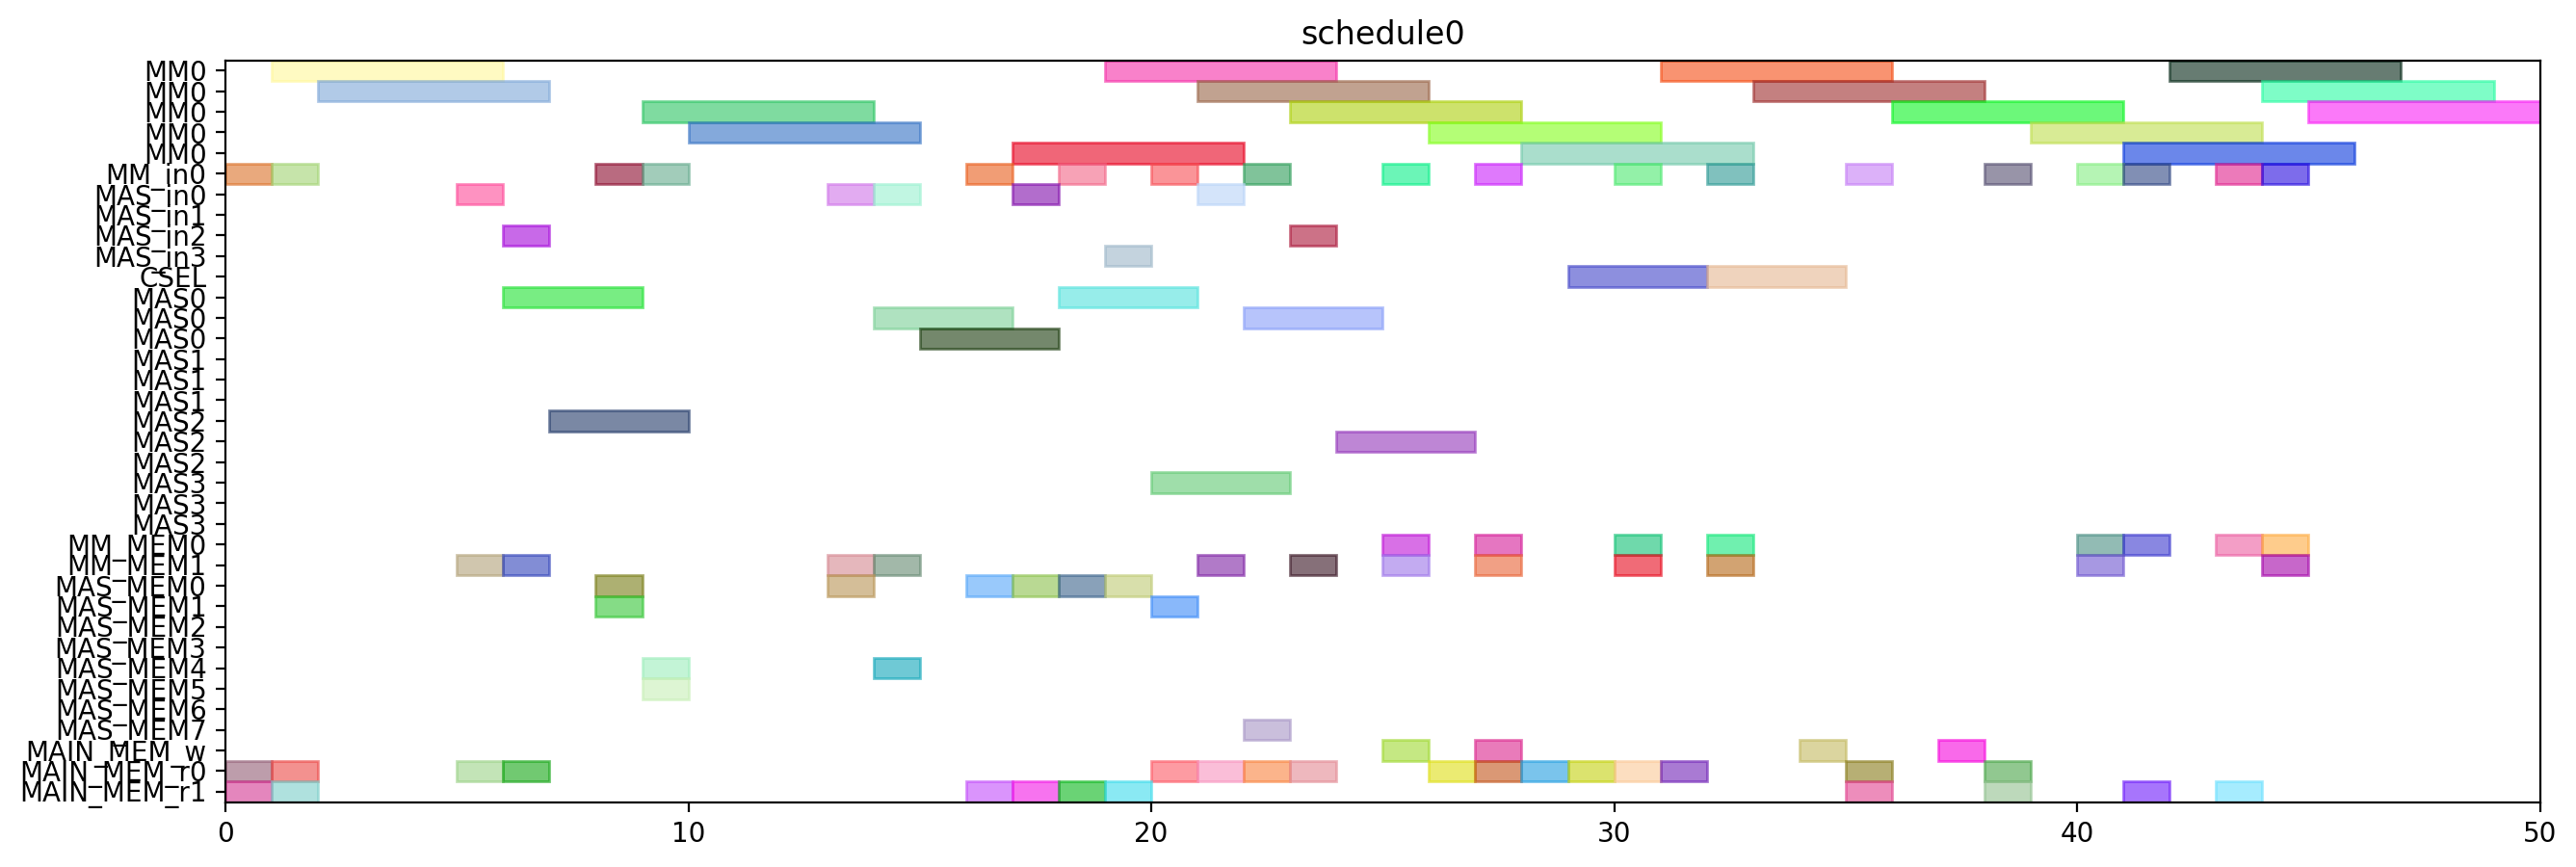 schedule0
MM0
MM0
MM0
MM0
MM0
MM_in0
MAS_in0
MAS_in1
MAS_in2
MAS_in3
CSEL
MAS0
MAS0
MAS0
MAS1
MAS1
MAS1
MAS2
MAS2
MAS2
MAS3
MAS3
MAS3
MM_MEM0
MM_MEM1
MAS_MEM0
MAS_MEM1
MAS_MEM2
MAS_MEM3
MAS_MEM4
MAS_MEM5
MAS_MEM6
MAS_MEM7
MAIN_MEM_w
MAIN_MEM_r0
MAIN_MEM_r1
0 10 20 30 40 50